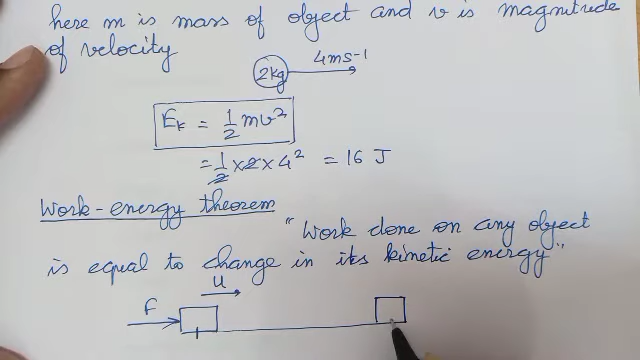 here m is mass of object and v is magnitude
of velocity
2kg 4ms-1
Ek = 1/2 mv²
= 1/2 × 2 × 4² = 16 J
Work-energy theorem
"Work done on any object
is equal to change in its kinetic energy"
F u